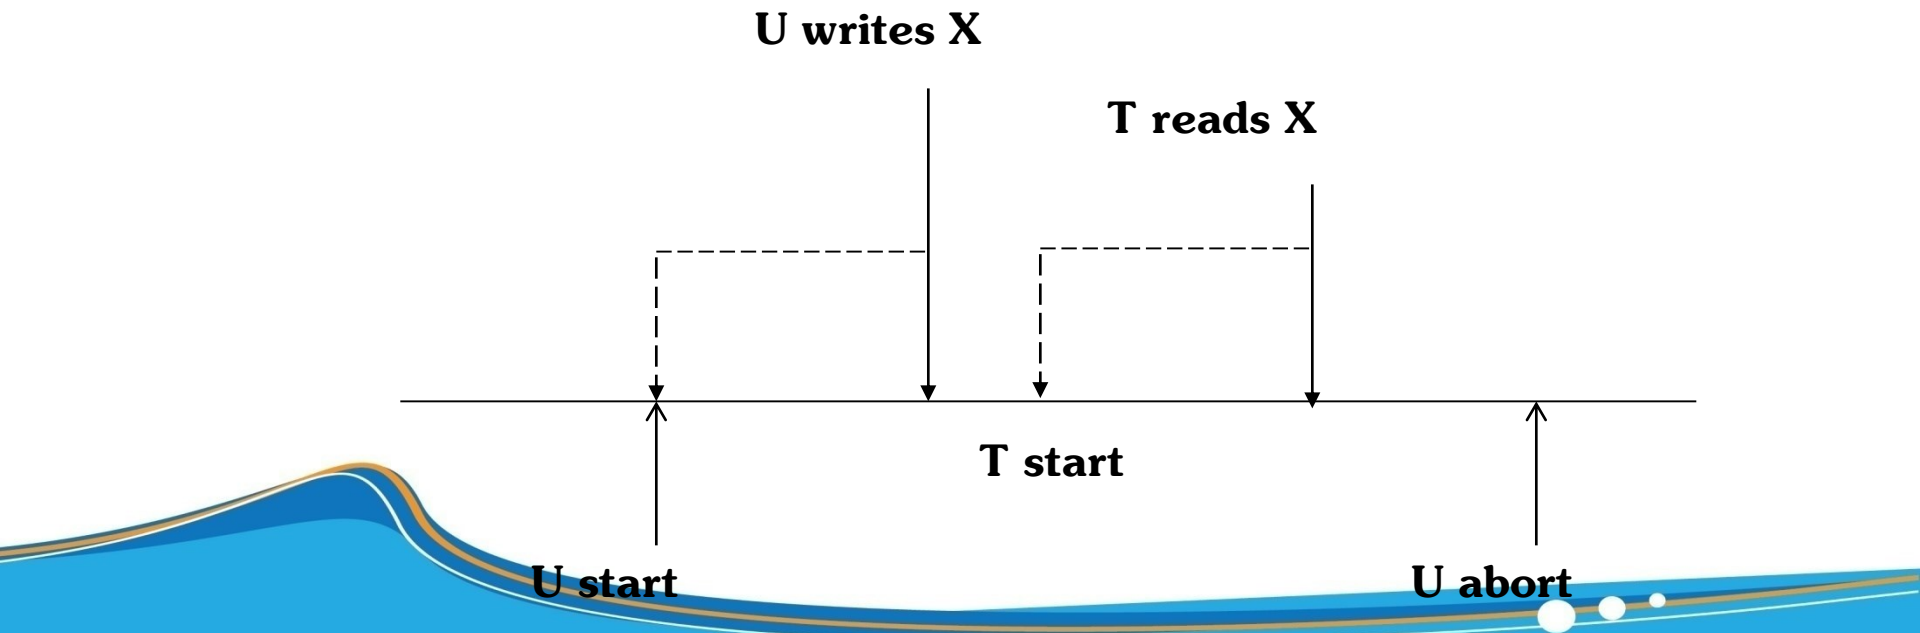 U writes X
T reads X
T start
U start
U abort